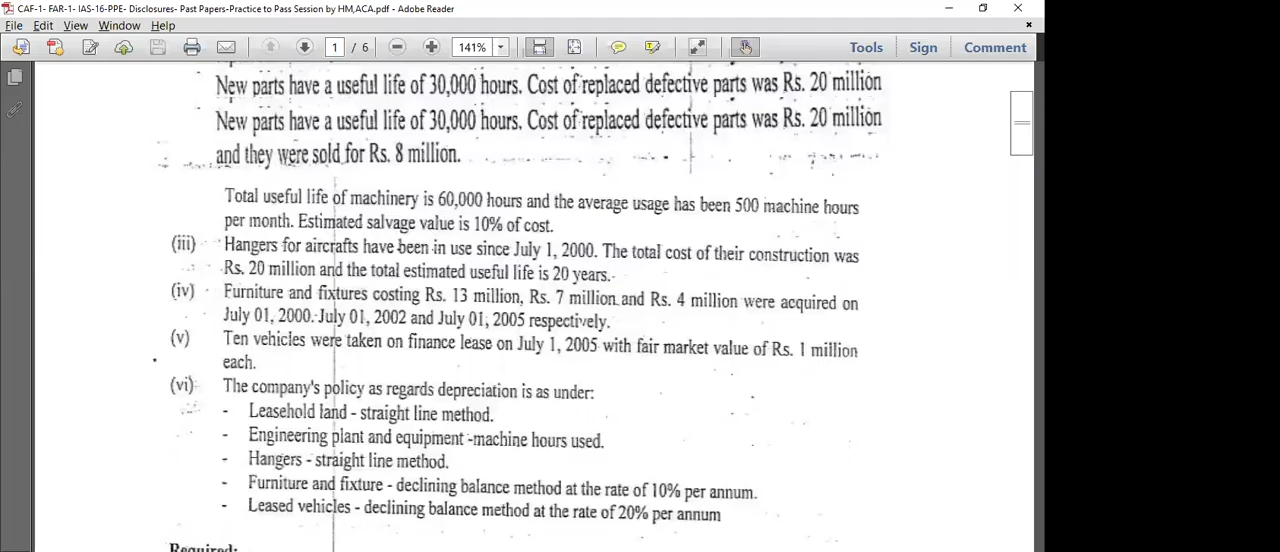 CAF-1- FAR-1- IAS-16-PPE- Disclosures- Past Papers-Practice to Pass Session by HM,ACA.pdf - Adobe Reader
File Edit View Window Help
1 / 6 141% Tools Sign Comment
New parts have a useful life of 30,000 hours. Cost of replaced defective parts was Rs. 20 million
New parts have a useful life of 30,000 hours. Cost of replaced defective parts was Rs. 20 million
and they were sold for Rs. 8 million.
Total useful life of machinery is 60,000 hours and the average usage has been 500 machine hours
per month. Estimated salvage value is 10% of cost.
(iii) Hangers for aircrafts have been in use since July 1, 2000. The total cost of their construction was
Rs. 20 million and the total estimated useful life is 20 years.
(iv) Furniture and fixtures costing Rs. 13 million, Rs. 7 million and Rs. 4 million were acquired on
July 01, 2000. July 01, 2002 and July 01, 2005 respectively.
(v) Ten vehicles were taken on finance lease on July 1, 2005 with fair market value of Rs. 1 million
each.
(vi) The company's policy as regards depreciation is as under:
- Leasehold land - straight line method.
- Engineering plant and equipment -machine hours used.
- Hangers - straight line method.
- Furniture and fixture - declining balance method at the rate of 10% per annum.
- Leased vehicles - declining balance method at the rate of 20% per annum
Required: